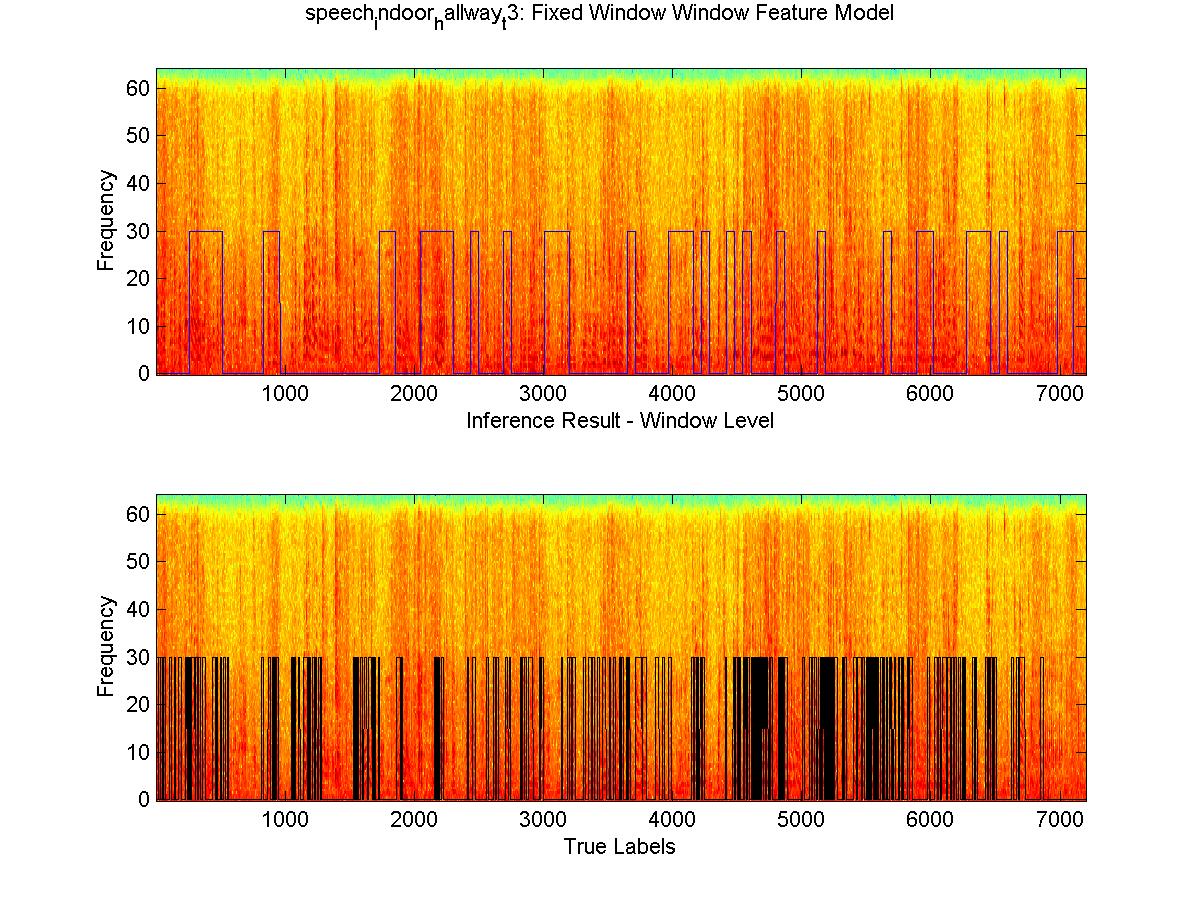 speech_indoor_hallway_t3: Fixed Window Window Feature Model
60
50
40
30
20
10
0
Frequency
1000 2000 3000 4000 5000 6000 7000
Inference Result - Window Level
60
50
40
30
20
10
0
Frequency
1000 2000 3000 4000 5000 6000 7000
True Labels